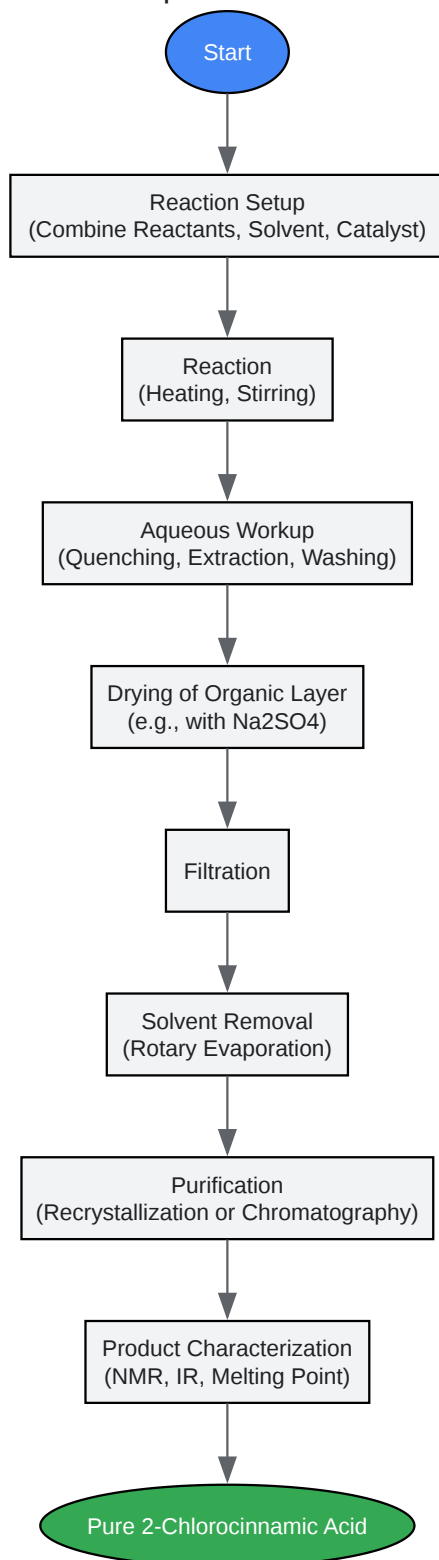 Start
Reaction Setup
(Combine Reactants, Solvent, Catalyst)
Reaction
(Heating, Stirring)
Aqueous Workup
(Quenching, Extraction, Washing)
Drying of Organic Layer
(e.g., with Na2SO4)
Filtration
Solvent Removal
(Rotary Evaporation)
Purification
(Recrystallization or Chromatography)
Product Characterization
(NMR, IR, Melting Point)
Pure 2-Chlorocinnamic Acid